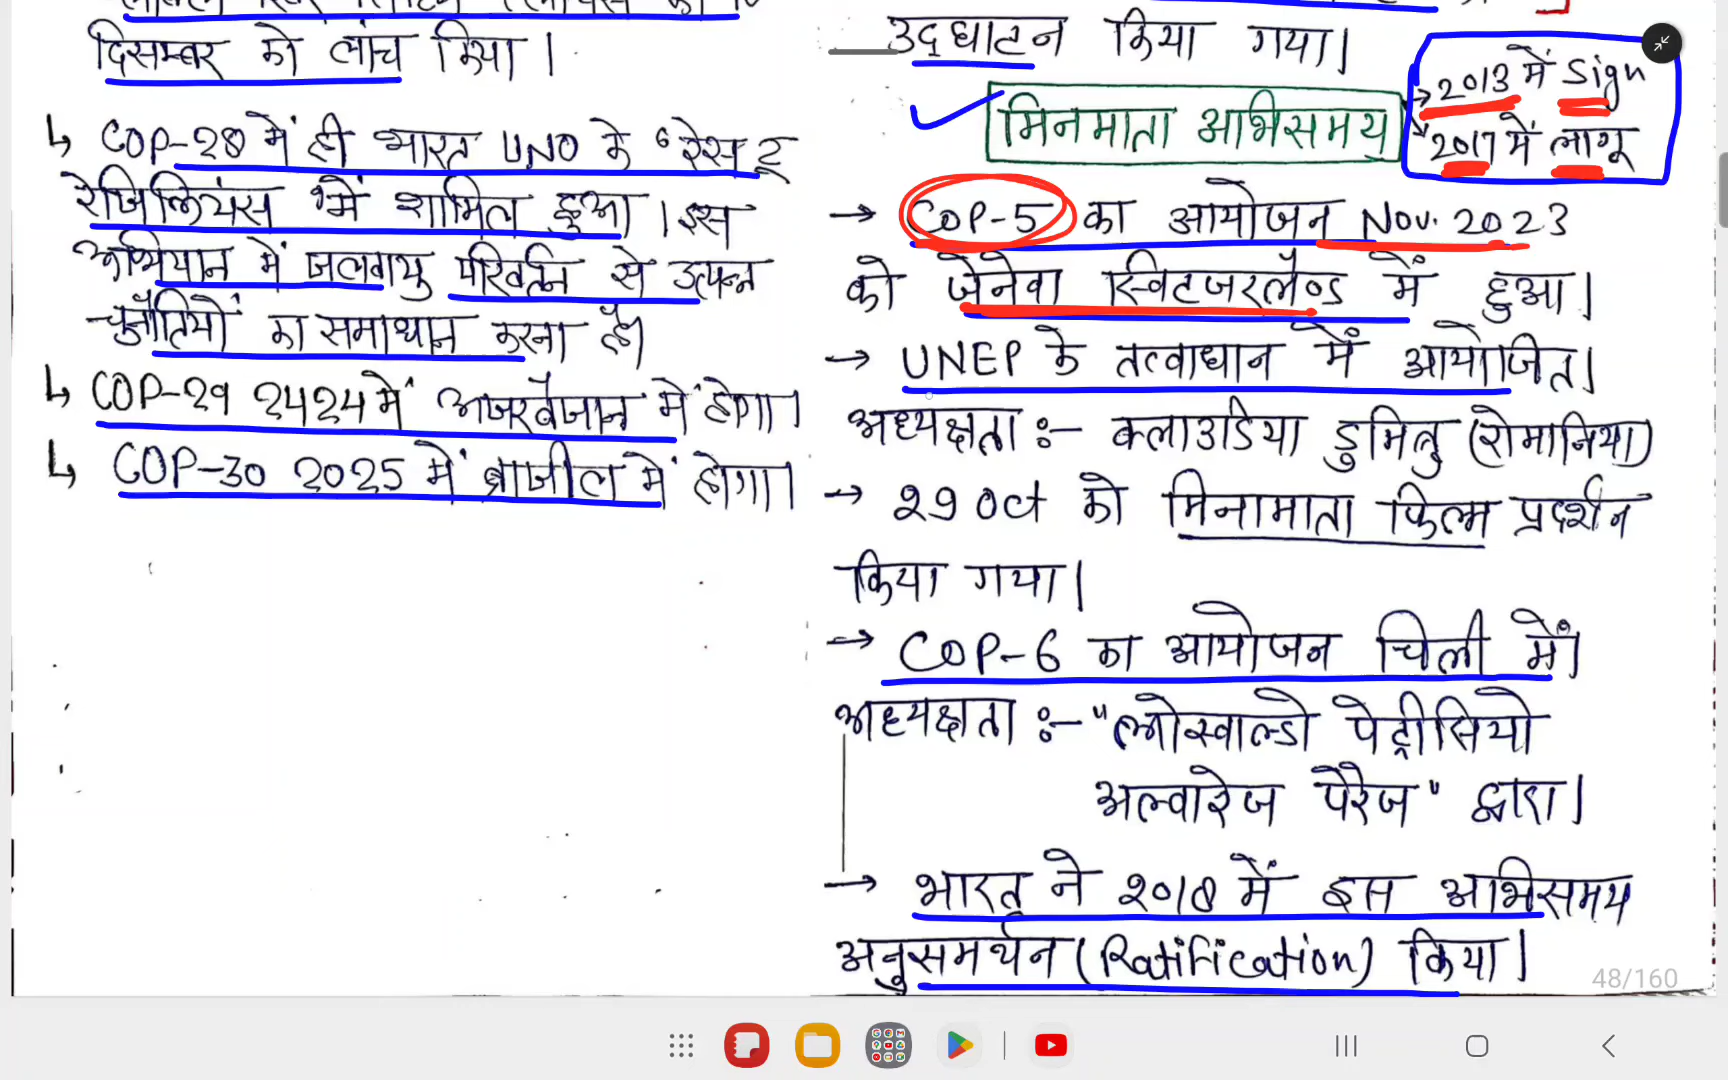 दिसम्बर को लांच किया।
↳ COP-28 में ही भारत UNO के 'रेस टू
रेजिलियंस' में शामिल हुआ। इस
अभियान में जलवायु परिवर्तन से उत्पन्न
चुनौतियों का समाधान करना है।
↳ COP-29 2424 में अजरबैजान में होगा।
↳ COP-30 2025 में ब्राजील में होगा।
उद्घाटन किया गया।
मिनमाता अभिसमय
→ 2013 में Sign
→ 2017 में लागू
→ COP-5 का आयोजन Nov. 2023
को जेनेवा स्विटजरलैण्ड में हुआ।
→ UNEP के तत्वाधान में आयोजित।
अध्यक्षता :- क्लाउडिया डुमित्रु (रोमानिया)
→ 29 Oct को मिनामाता फिल्म प्रदर्शन
किया गया।
→ COP-6 का आयोजन चिली में।
अध्यक्षता :- "ओस्वाल्डो पेट्रीसियो
अल्वारेज पैरेज" द्वारा।
→ भारत ने 2018 में इस अभिसमय
अनुसमर्थन (Ratification) किया।
48/160